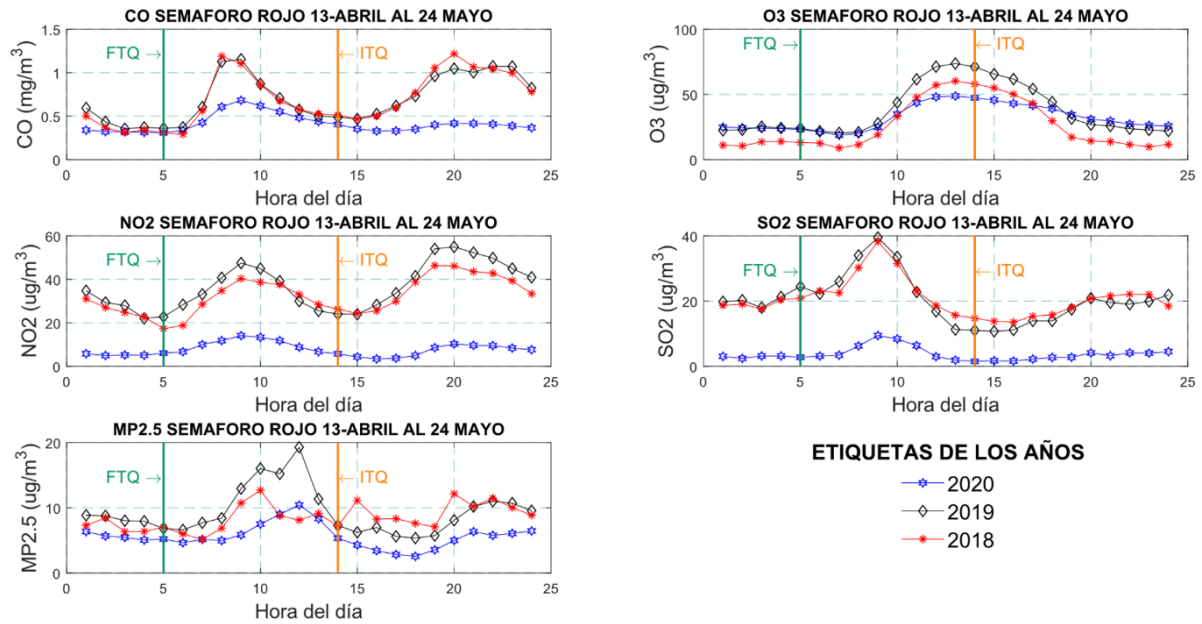 CO SEMAFORO ROJO 13-ABRIL AL 24 MAYO
1.5
1
0.5
0
CO (mg/m³)
FTQ
ITQ
0 5 10 15 20 25
Hora del día
O3 SEMAFORO ROJO 13-ABRIL AL 24 MAYO
100
50
0
O3 (ug/m³)
FTQ
ITQ
0 5 10 15 20 25
Hora del día
NO2 SEMAFORO ROJO 13-ABRIL AL 24 MAYO
60
40
20
0
NO2 (ug/m³)
FTQ
ITQ
0 5 10 15 20 25
Hora del día
SO2 SEMAFORO ROJO 13-ABRIL AL 24 MAYO
40
20
0
SO2 (ug/m³)
FTQ
ITQ
0 5 10 15 20 25
Hora del día
MP2.5 SEMAFORO ROJO 13-ABRIL AL 24 MAYO
20
10
0
MP2.5 (ug/m³)
FTQ
ITQ
0 5 10 15 20 25
Hora del día
ETIQUETAS DE LOS AÑOS
2020
2019
2018